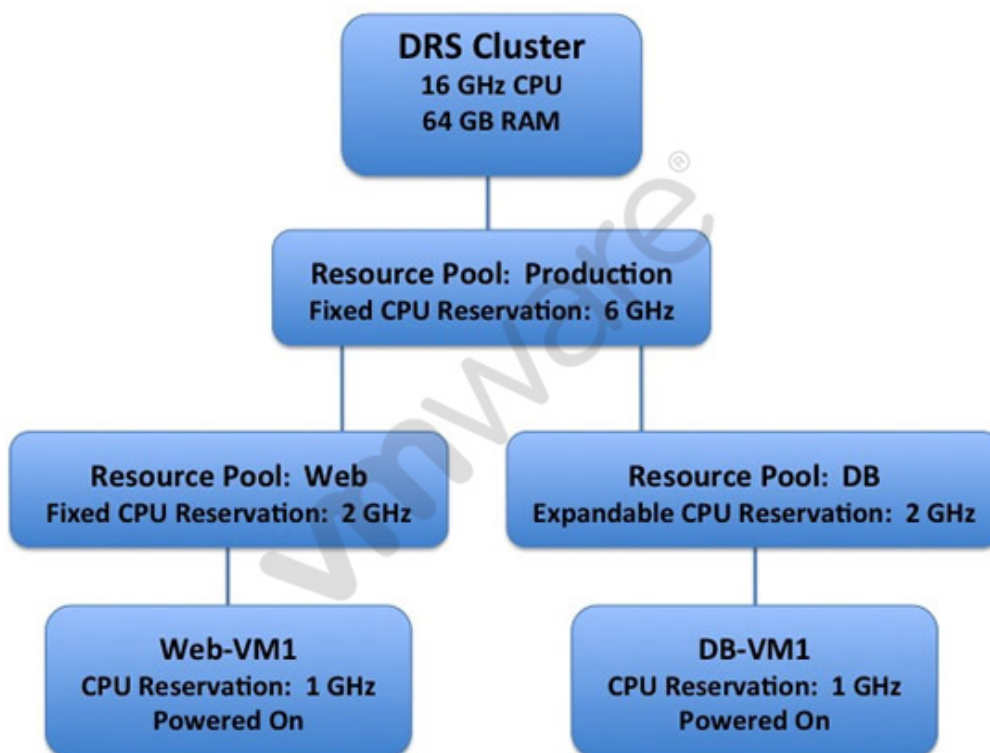 DRS Cluster
16 GHz CPU
64 GB RAM
Resource Pool: Production
Fixed CPU Reservation: 6 GHz
Resource Pool: Web
Fixed CPU Reservation: 2 GHz
Resource Pool: DB
Expandable CPU Reservation: 2 GHz
Web-VM1
CPU Reservation: 1 GHz
Powered On
DB-VM1
CPU Reservation: 1 GHz
Powered On
vmware®